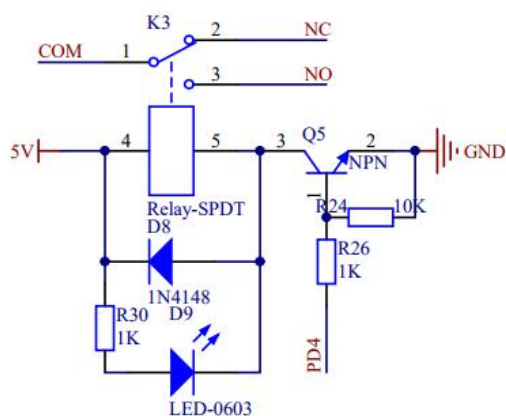 K3
2 NC
COM 1
3 NO
5V 4 5 3 Q5 2 GND
NPN
1
Relay-SPDT
R24 10K
D8
R26
1K
1N4148
D9
R30
1K
PD4
LED-0603